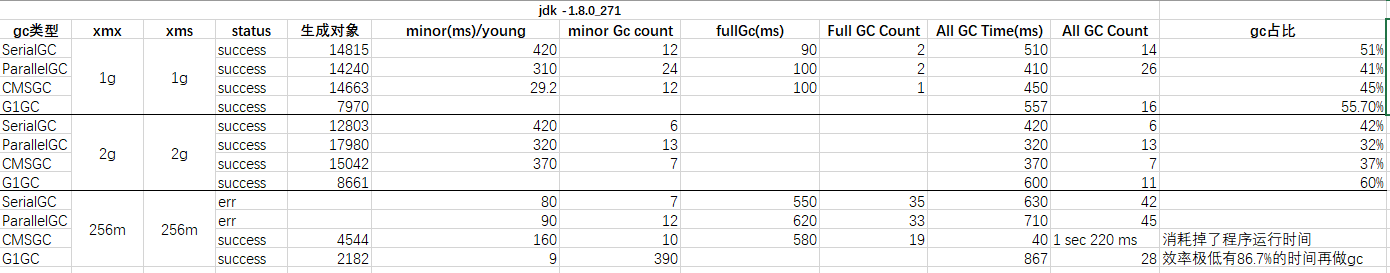 jdk -1.8.0_271
gc类型 xmx xms status 生成对象 minor(ms)/young minor Gc count fullGc(ms) Full GC Count All GC Time(ms) All GC Count gc占比
SerialGC 1g 1g success 14815 420 12 90 2 510 14 51%
ParallelGC success 14240 310 24 100 2 410 26 41%
CMSGC success 14663 29.2 12 100 1 450 45%
G1GC success 7970 557 16 55.70%
SerialGC 2g 2g success 12803 420 6 420 6 42%
ParallelGC success 17980 320 13 320 13 32%
CMSGC success 15042 370 7 370 7 37%
G1GC success 8661 600 11 60%
SerialGC 256m 256m err 80 7 550 35 630 42
ParallelGC err 90 12 620 33 710 45
CMSGC success 4544 160 10 580 19 40 1 sec 220 ms 消耗掉了程序运行时间
G1GC success 2182 9 390 867 28 效率极低有86.7%的时间再做gc